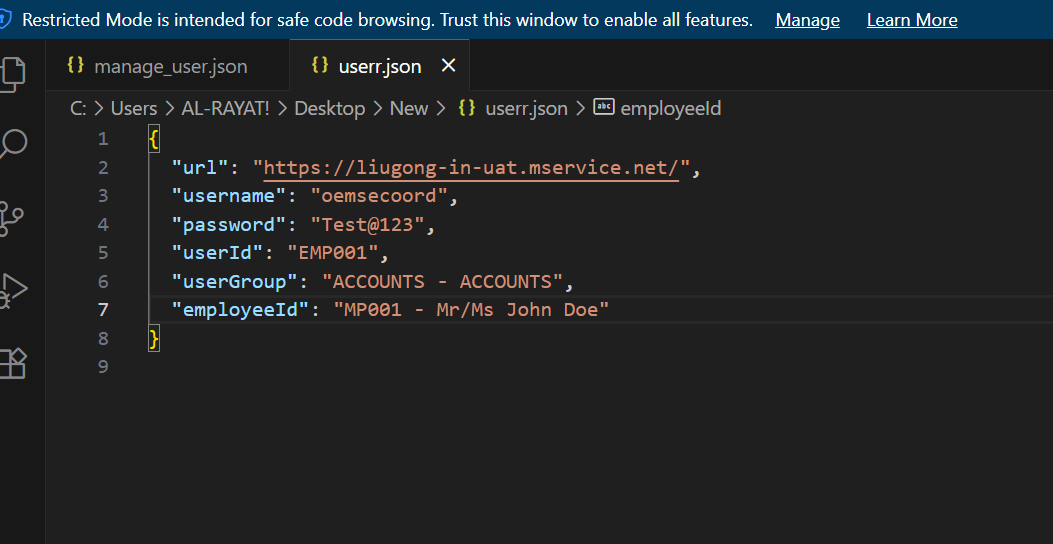 Restricted Mode is intended for safe code browsing. Trust this window to enable all features. Manage Learn More
{} manage_user.json {} userr.json ×
C: > Users > AL-RAYAT! > Desktop > New > {} userr.json > abc employeeId
1 {
2 "url": "https://liugong-in-uat.mservice.net/",
3 "username": "oemsecoord",
4 "password": "Test@123",
5 "userId": "EMP001",
6 "userGroup": "ACCOUNTS - ACCOUNTS",
7 "employeeId": "MP001 - Mr/Ms John Doe"
8 }
9